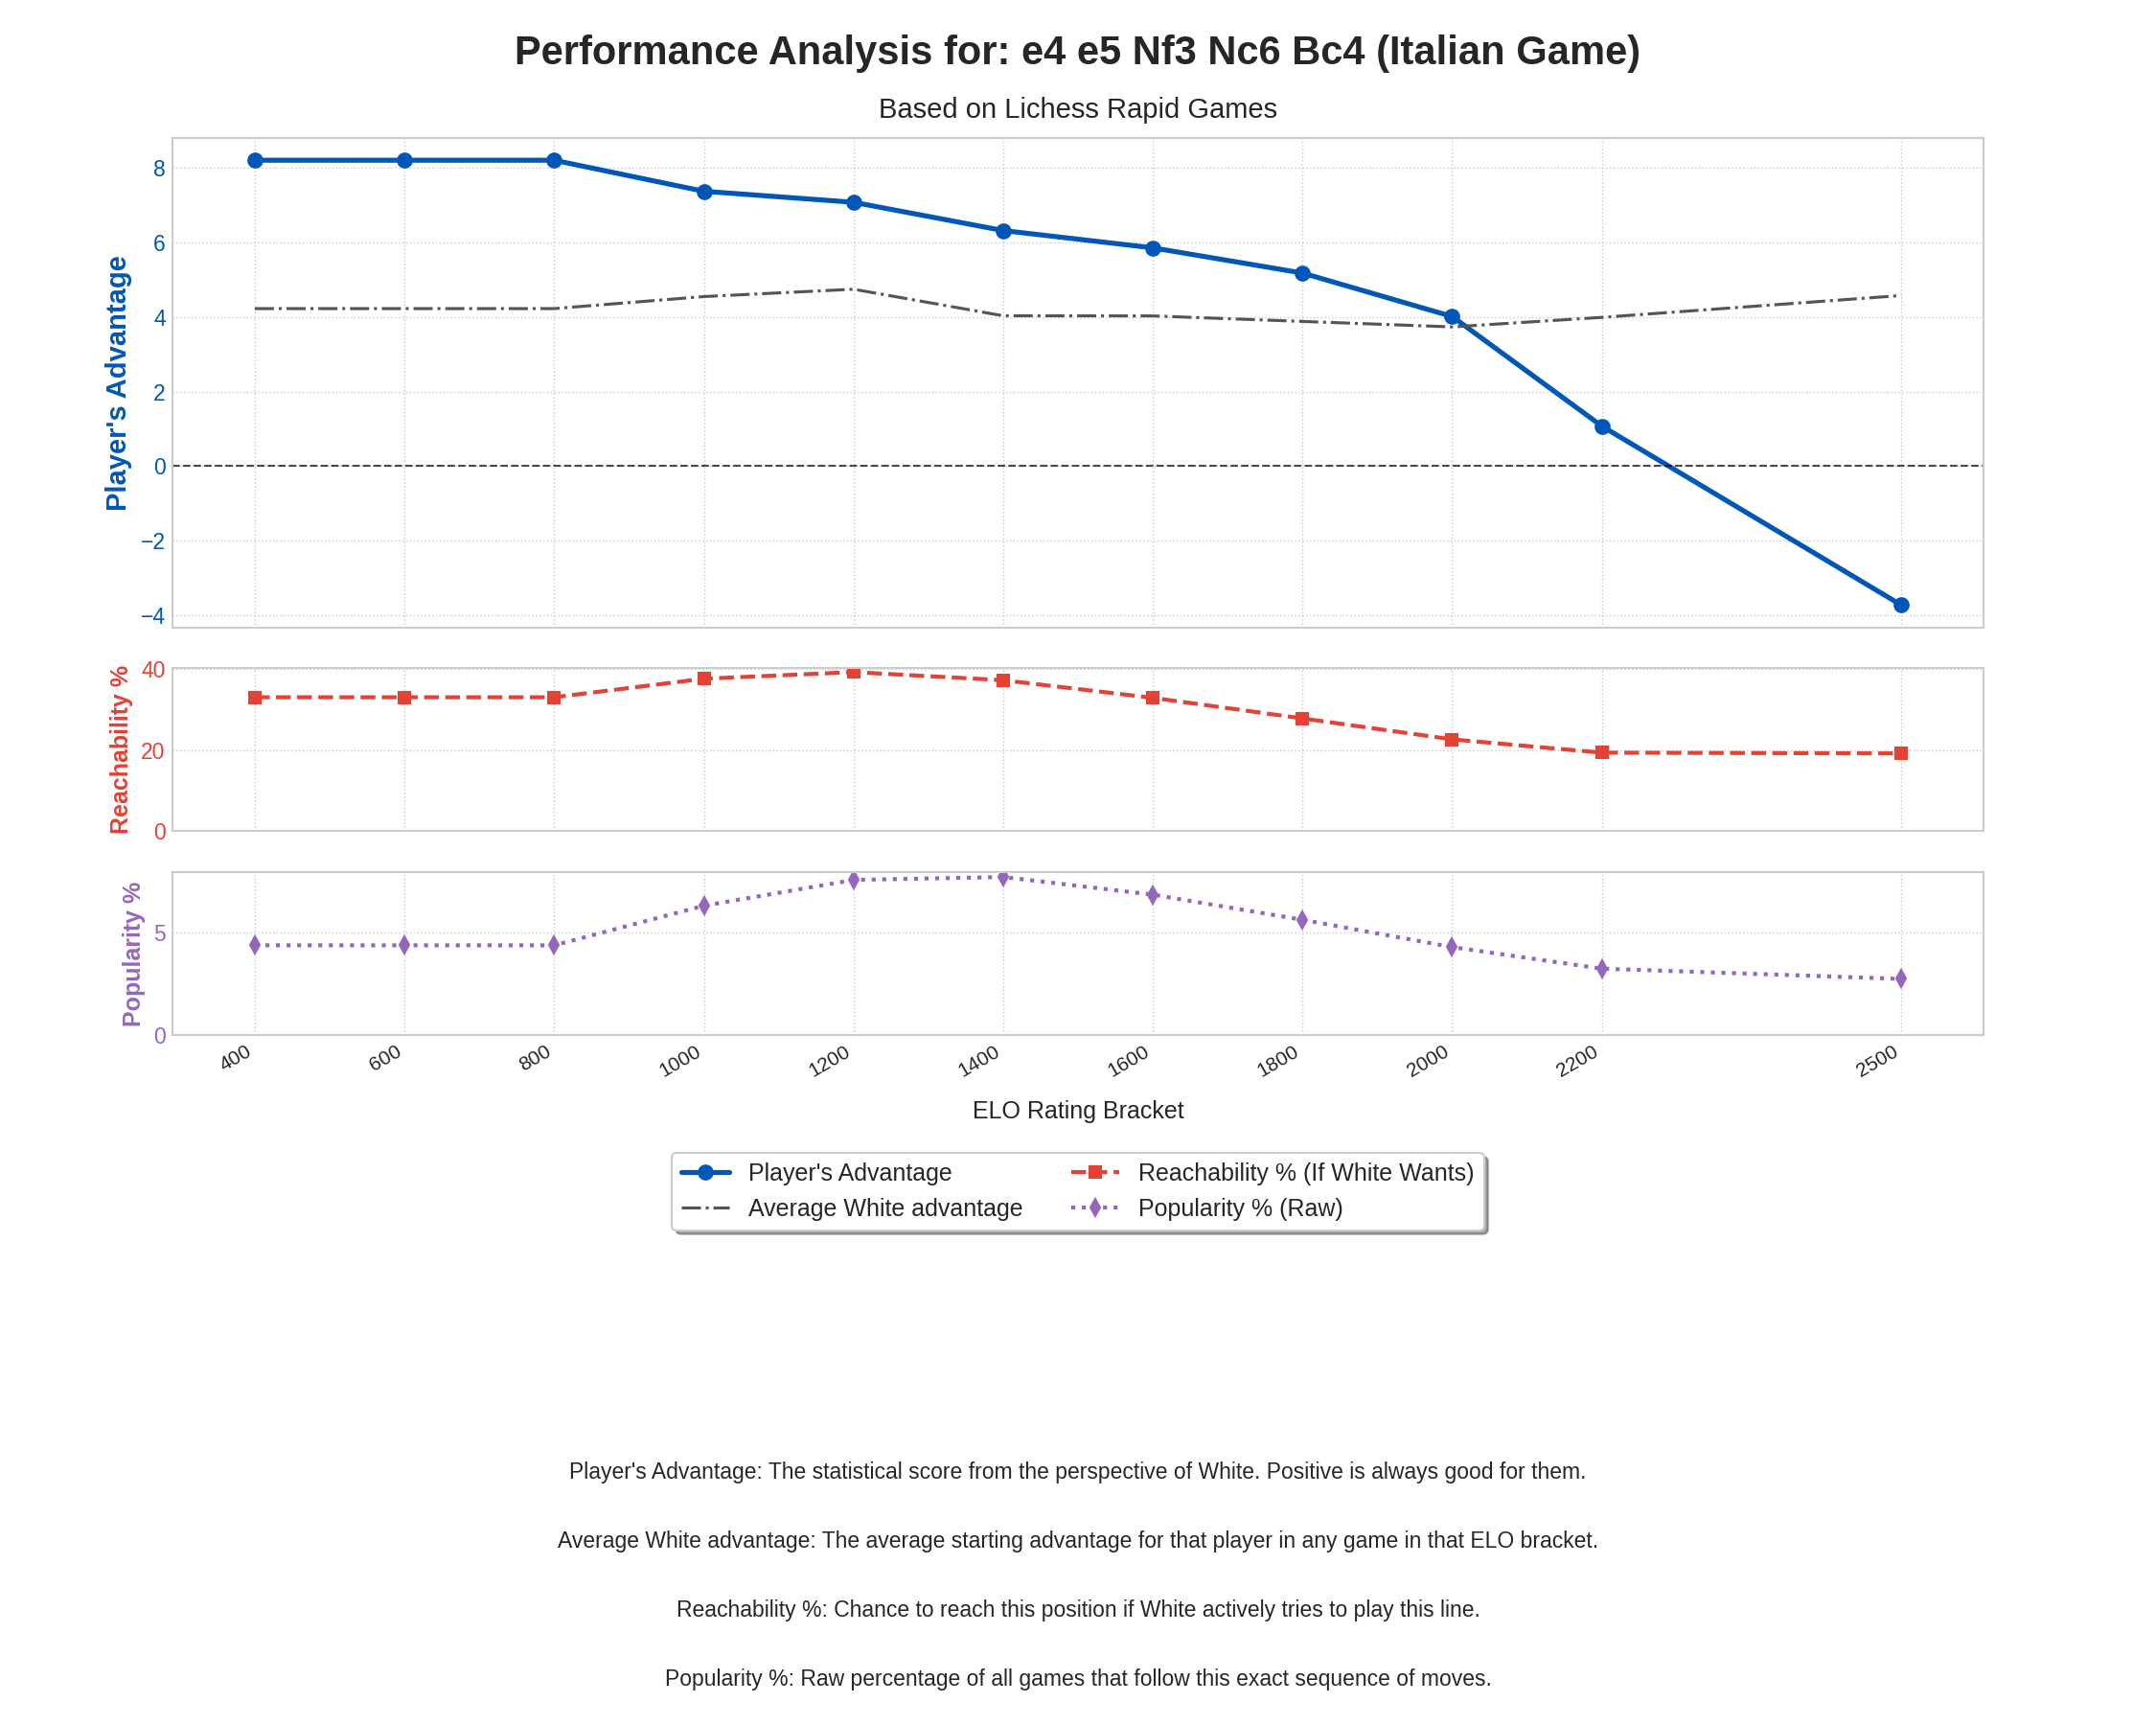 Performance Analysis for: e4 e5 Nf3 Nc6 Bc4 (Italian Game)
Based on Lichess Rapid Games
Player's Advantage
8
6
4
2
0
−2
−4
Reachability %
40
20
0
Popularity %
5
0
400 600 800 1000 1200 1400 1600 1800 2000 2200 2500
ELO Rating Bracket
Player's Advantage
Average White advantage
Reachability % (If White Wants)
Popularity % (Raw)
Player's Advantage: The statistical score from the perspective of White. Positive is always good for them.
Average White advantage: The average starting advantage for that player in any game in that ELO bracket.
Reachability %: Chance to reach this position if White actively tries to play this line.
Popularity %: Raw percentage of all games that follow this exact sequence of moves.